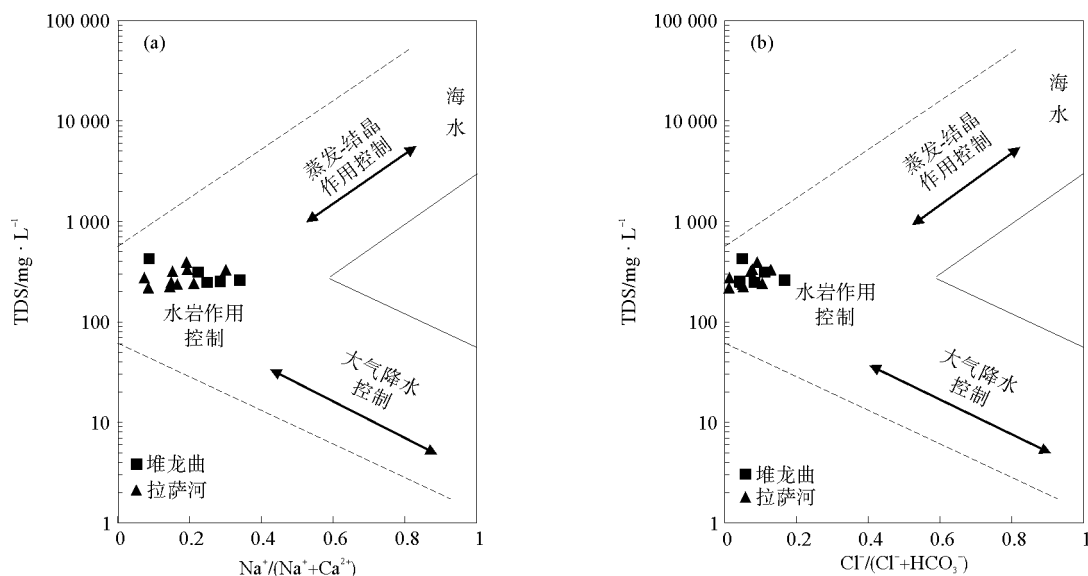 100 000
(a)
海
水
10 000
蒸发-结晶
作用控制
1 000
TDS/mg · L⁻¹
水岩作用
控制
100
大气降水
控制
10
堆龙曲
拉萨河
1
0
0.2
0.4
0.6
0.8
1
Na⁺/(Na⁺+Ca²⁺)
100 000
(b)
海
水
10 000
蒸发-结晶
作用控制
1 000
TDS/mg · L⁻¹
水岩作用
控制
100
大气降水
控制
10
堆龙曲
拉萨河
1
0
0.2
0.4
0.6
0.8
1
Cl⁻/(Cl⁻+HCO₃⁻)